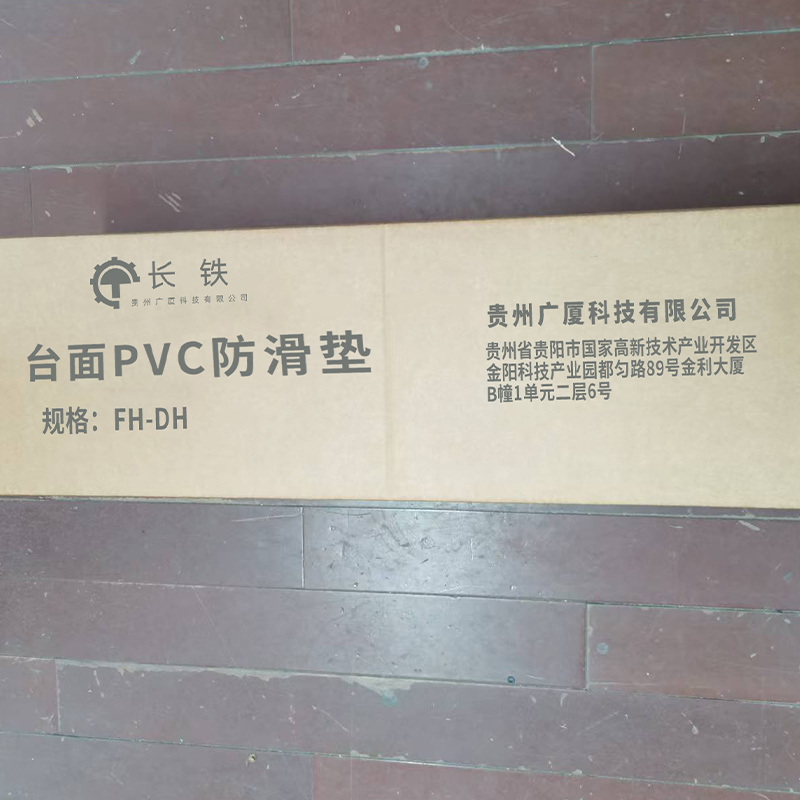 长铁
贵州广厦科技有限公司
台面PVC防滑垫
规格：FH-DH
贵州广厦科技有限公司
贵州省贵阳市国家高新技术产业开发区
金阳科技产业园都匀路89号金利大厦
B幢1单元二层6号